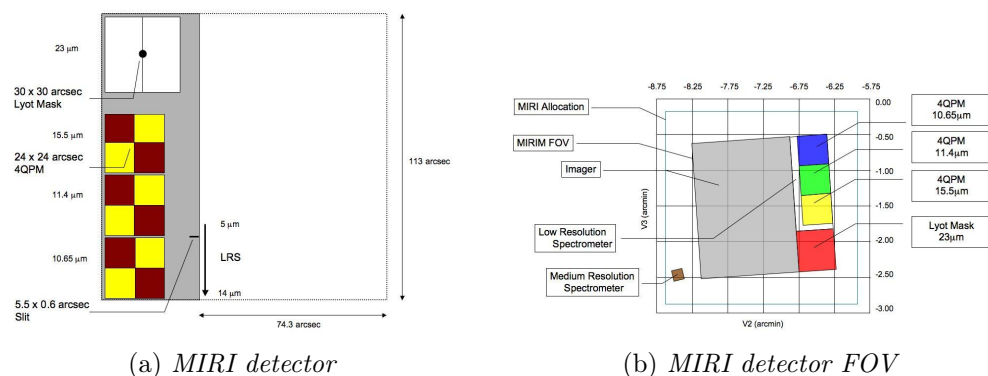 23 μm
30 x 30 arcsec
Lyot Mask
15.5 μm
24 x 24 arcsec
4QPM
11.4 μm
10.65 μm
5.5 x 0.6 arcsec
Slit
5 μm
LRS
14 μm
113 arcsec
74.3 arcsec
(a) MIRI detector
-8.75 -8.25 -7.75 -7.25 -6.75 -6.25 -5.75
MIRI Allocation
MIRIM FOV
Imager
Low Resolution
Spectrometer
Medium Resolution
Spectrometer
V3 (arcmin)
V2 (arcmin)
0.00
-0.50
-1.00
-1.50
-2.00
-2.50
-3.00
4QPM
10.65μm
4QPM
11.4μm
4QPM
15.5μm
Lyot Mask
23μm
(b) MIRI detector FOV